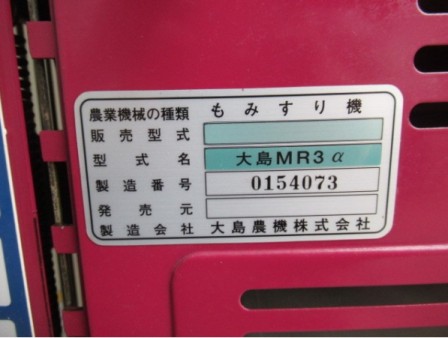 農業機械の種類 もみすり機
販売型式
型式名 大島MR3α
製造番号 0154073
発売元
製造会社 大島農機株式会社